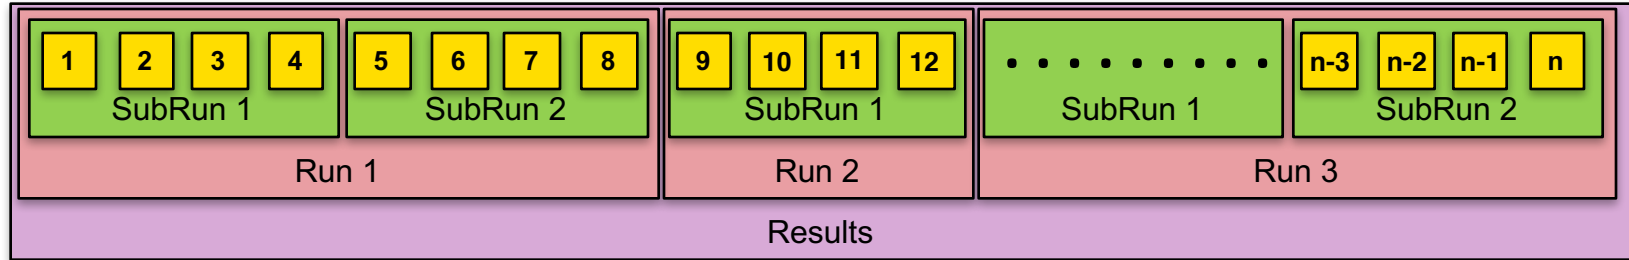 1 2 3 4 5 6 7 8 9 10 11 12 . . . . . . . . . n-3 n-2 n-1 n
SubRun 1 SubRun 2 SubRun 1 SubRun 1 SubRun 2
Run 1 Run 2 Run 3
Results